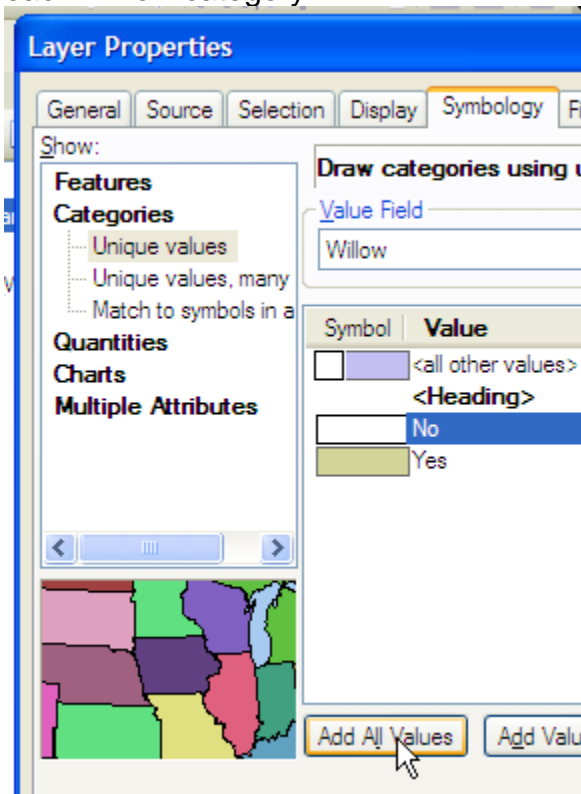 Layer Properties
General Source Selection Display Symbology Fi
Show:
Features
Categories
Unique values
Unique values, many
Match to symbols in a
Quantities
Charts
Multiple Attributes
Draw categories using u
Value Field
Willow
Symbol Value
<all other values>
<Heading>
No
Yes
Add All Values Add Valu